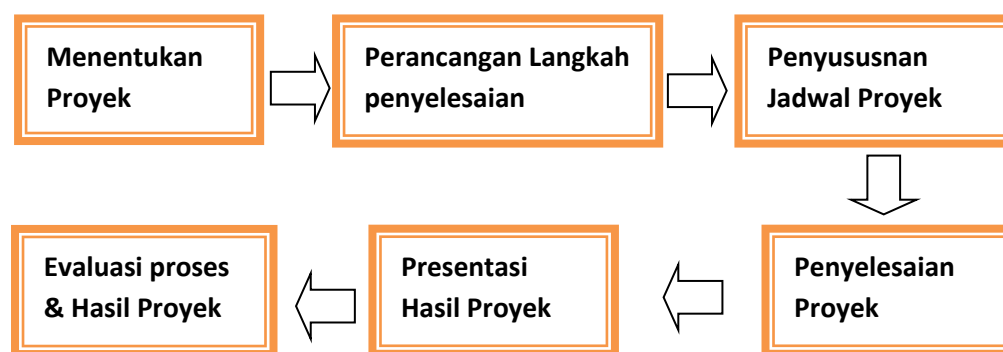 Menentukan
Proyek
Perancangan Langkah
penyelesaian
Penyususnan
Jadwal Proyek
Penyelesaian
Proyek
Presentasi
Hasil Proyek
Evaluasi proses
& Hasil Proyek